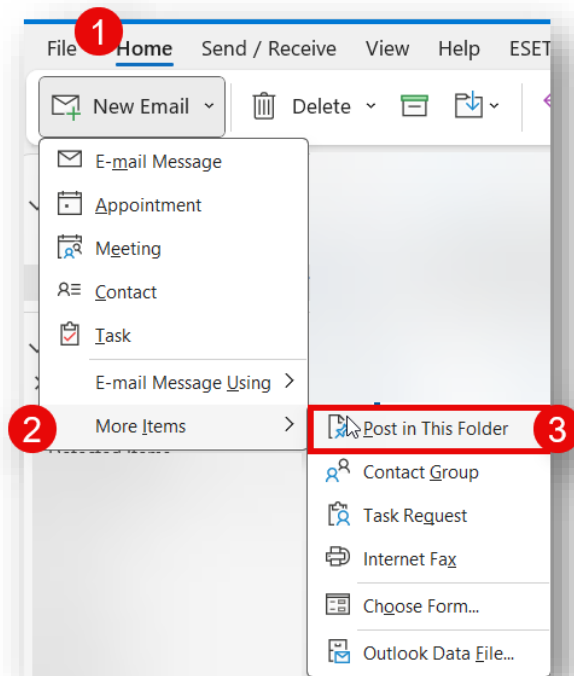 1
File Home Send / Receive View Help ESET
New Email Delete
E-mail Message
Appointment
Meeting
Contact
Task
E-mail Message Using
2 More Items
Post in This Folder 3
Contact Group
Task Request
Internet Fax
Choose Form...
Outlook Data File...